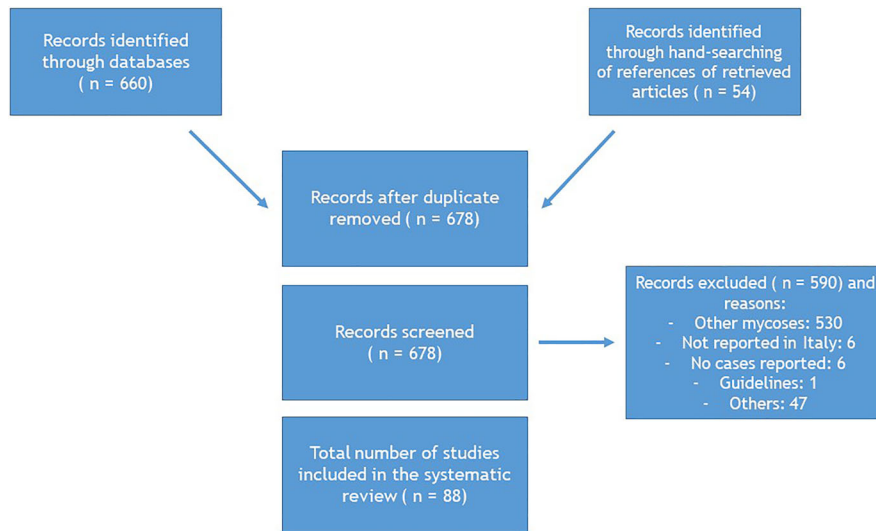 Records identified
through databases
( n = 660)
Records identified
through hand-searching
of references of retrieved
articles ( n = 54)
Records after duplicate
removed ( n = 678)
Records screened
( n = 678)
Records excluded ( n = 590) and
reasons:
- Other mycoses: 530
- Not reported in Italy: 6
- No cases reported: 6
- Guidelines: 1
- Others: 47
Total number of studies
included in the systematic
review ( n = 88)